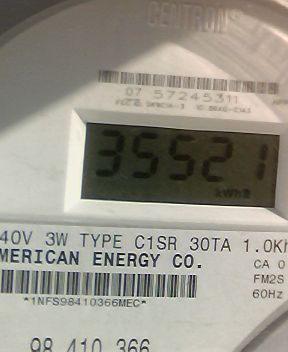 CENTRON
07 57245311
35521
kWh
40V 3W TYPE C1SR 30TA 1.0Kh
MERICAN ENERGY CO.
CA 0
FM2S
60Hz
*1NFS98410366MEC*
98 410 366